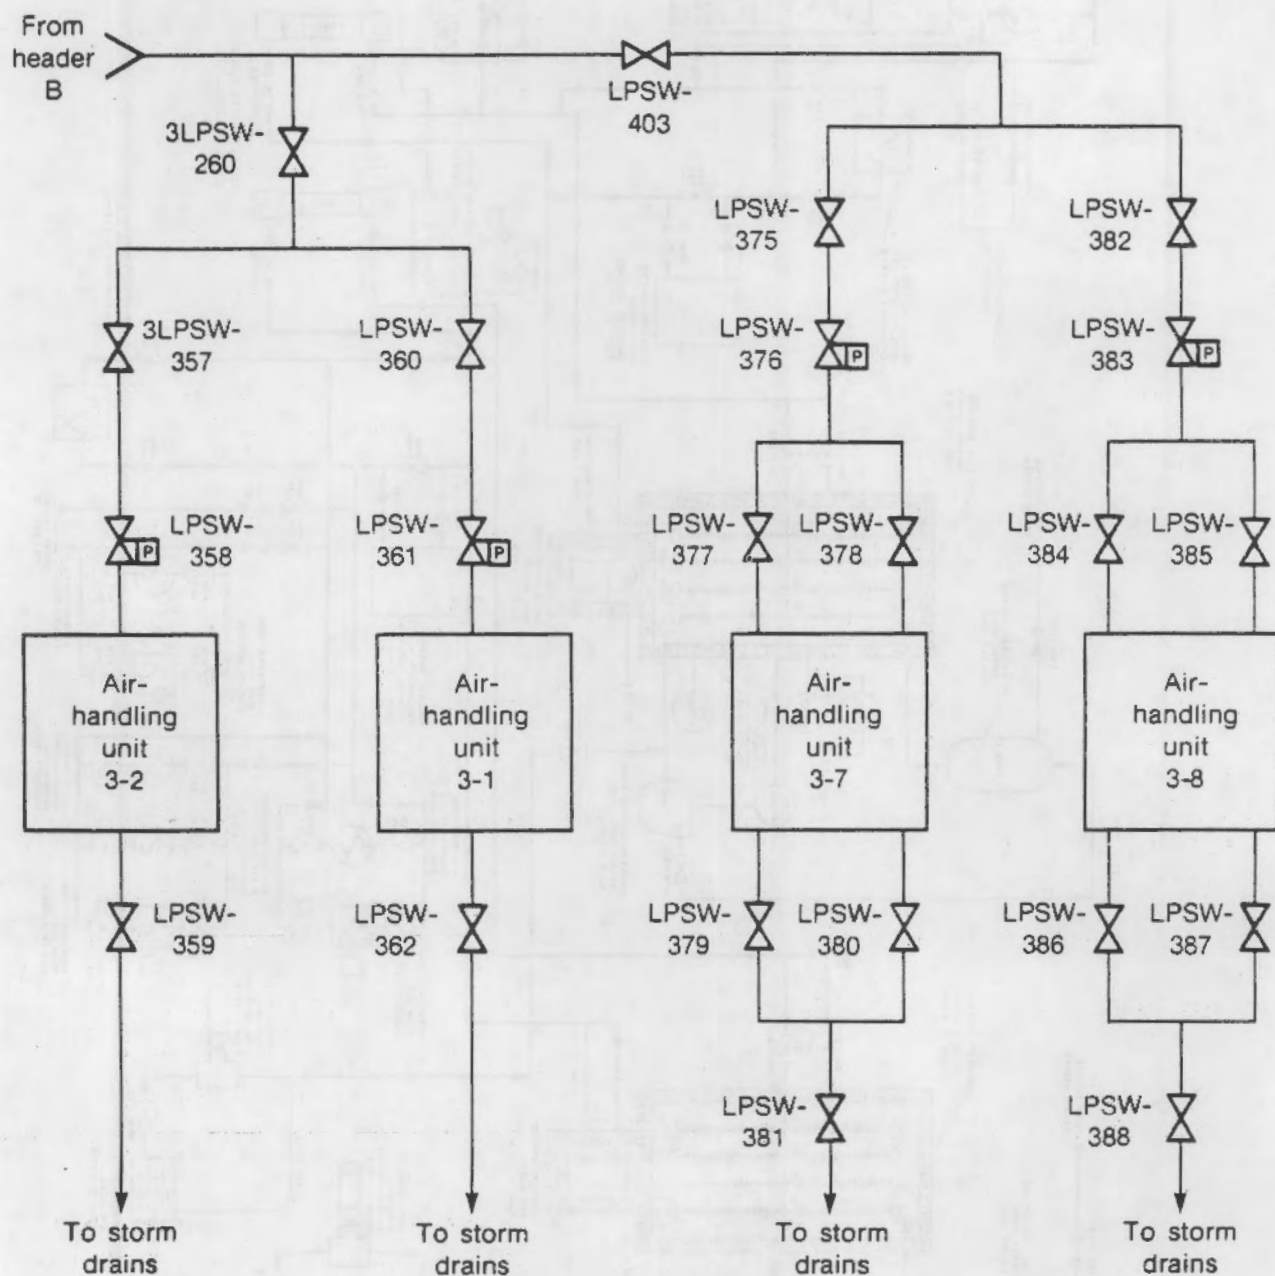 From
header
B
LPSW-
403
3LPSW-
260
LPSW-
375
LPSW-
382
3LPSW-
357
LPSW-
360
LPSW-
376
P
LPSW-
383
P
LPSW-
358
P
LPSW-
361
P
LPSW-
377
LPSW-
378
LPSW-
384
LPSW-
385
Air-
handling
unit
3-2
Air-
handling
unit
3-1
Air-
handling
unit
3-7
Air-
handling
unit
3-8
LPSW-
359
LPSW-
362
LPSW-
379
LPSW-
380
LPSW-
386
LPSW-
387
LPSW-
381
LPSW-
388
To storm
drains
To storm
drains
To storm
drains
To storm
drains